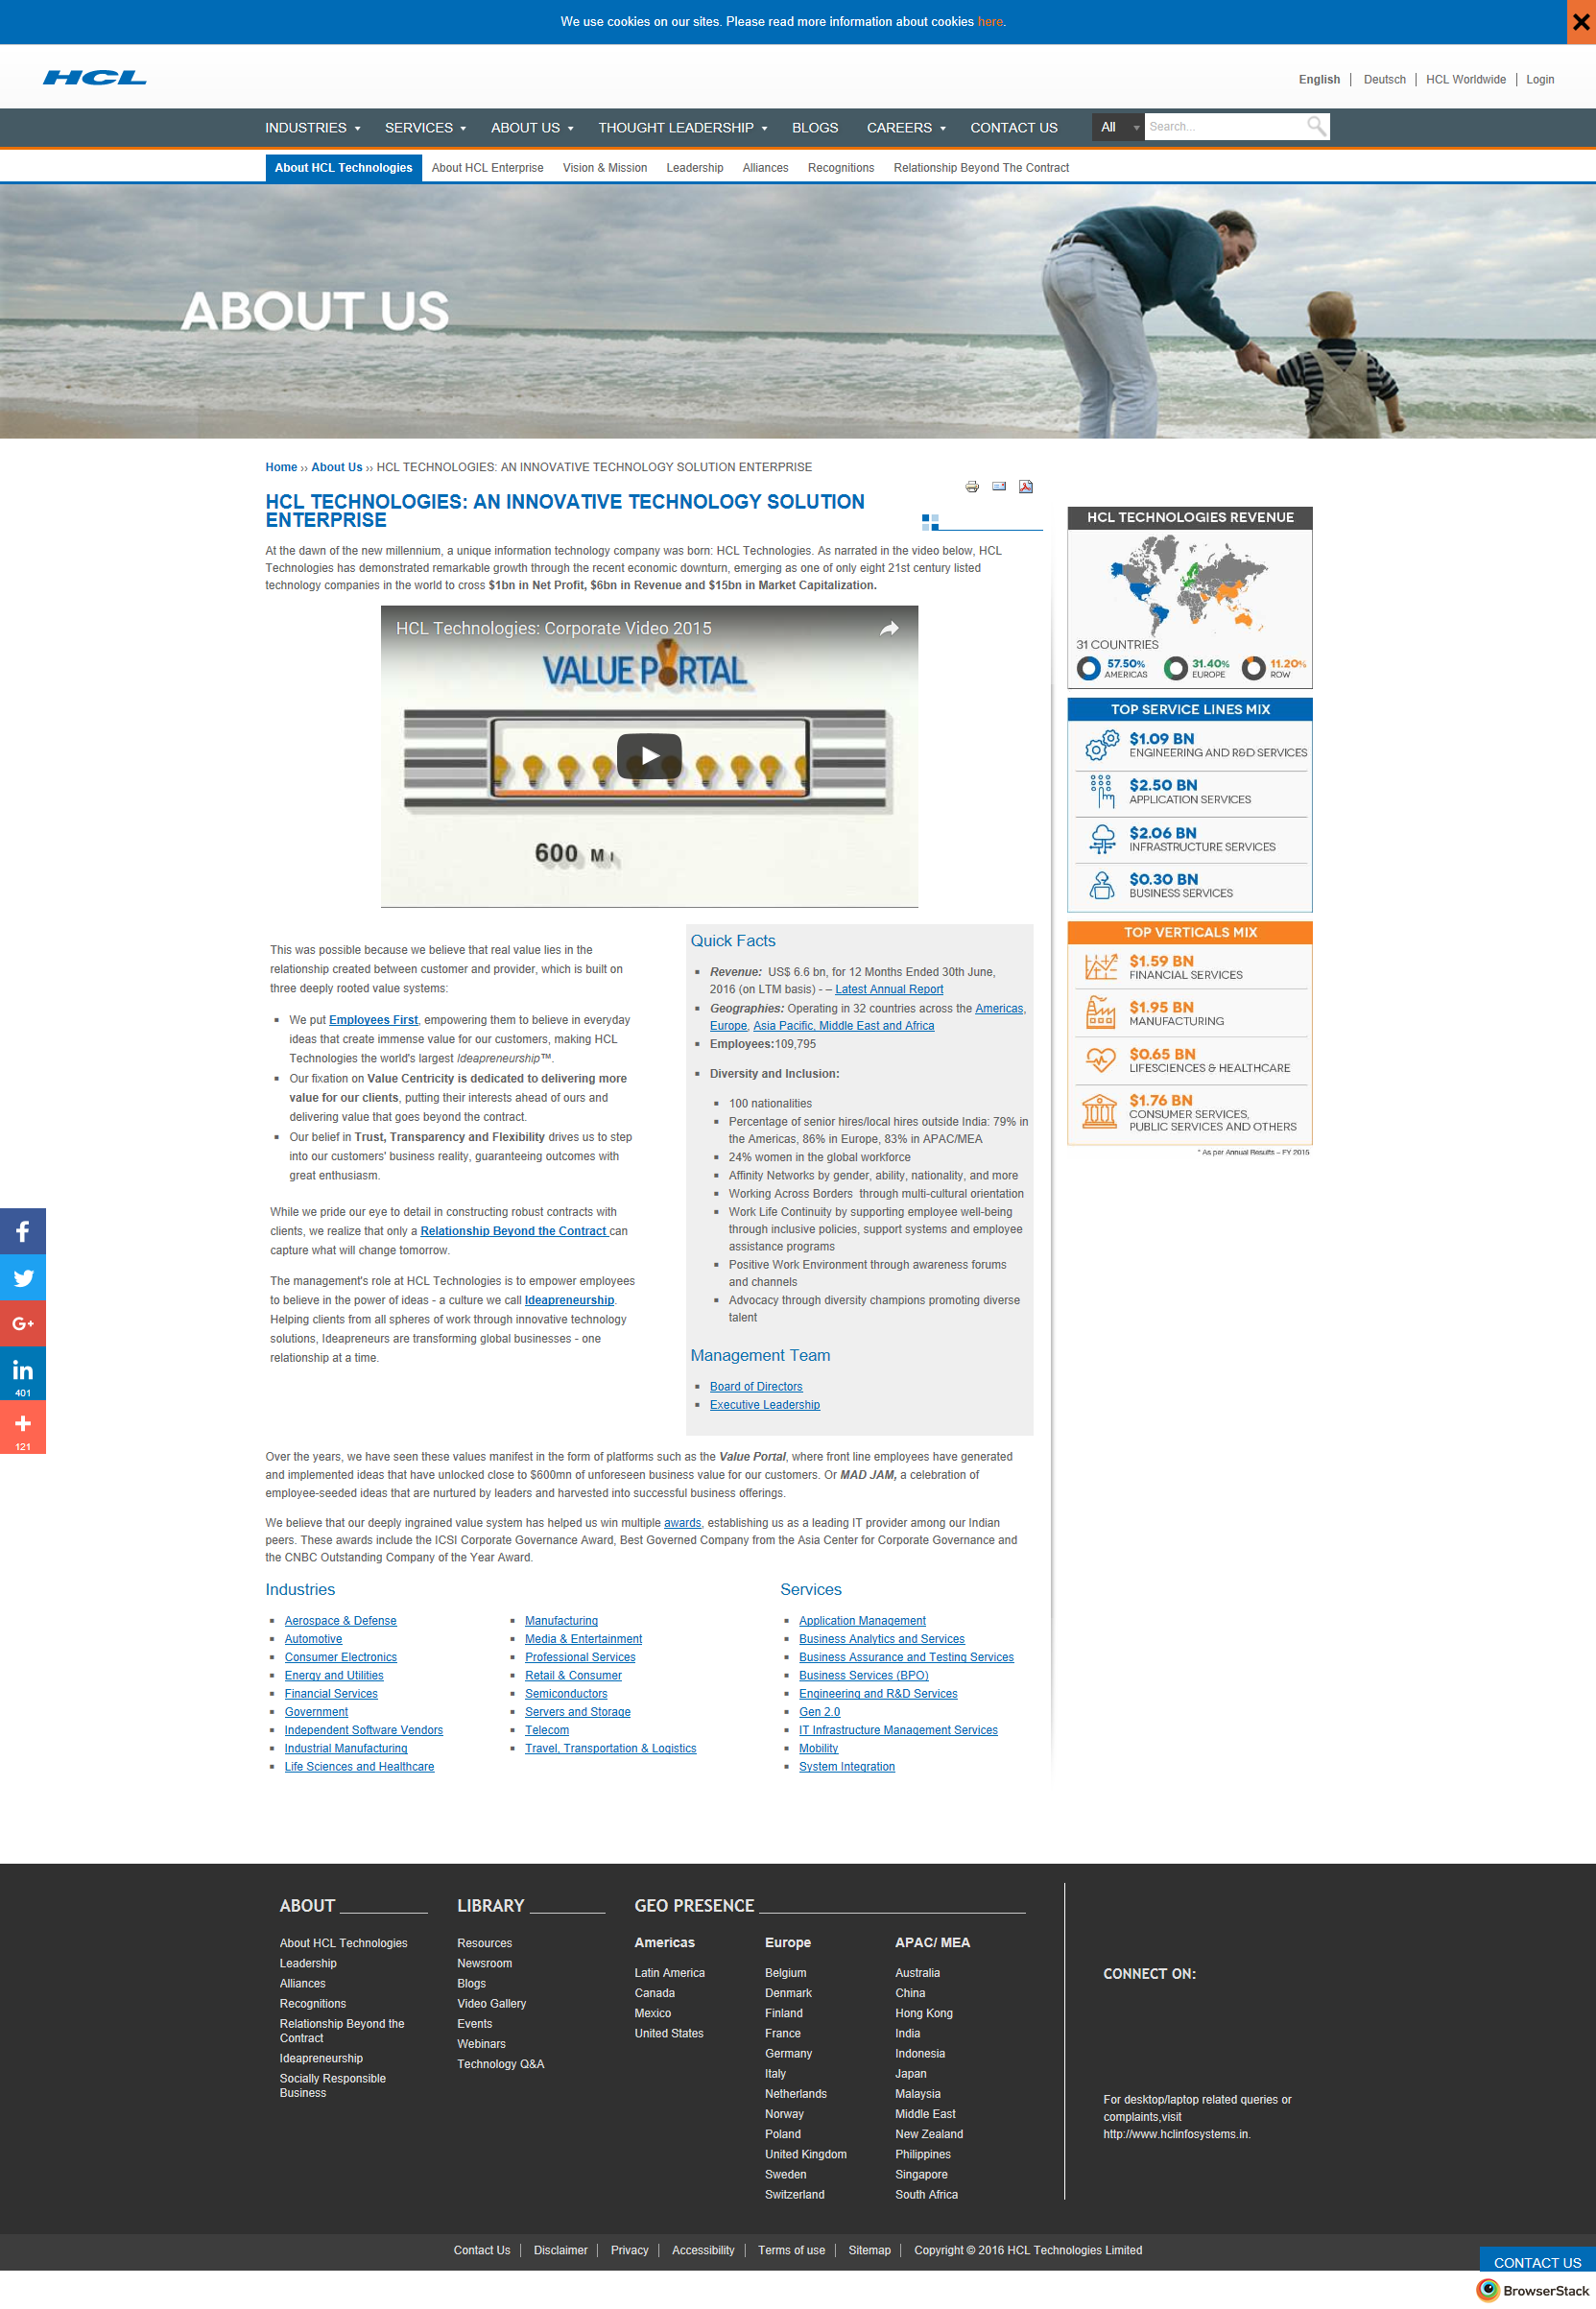 We use cookies on our sites. Please read more information about cookies here.
HCL
English | Deutsch | HCL Worldwide | Login
INDUSTRIES SERVICES ABOUT US THOUGHT LEADERSHIP BLOGS CAREERS CONTACT US All Search...
About HCL Technologies About HCL Enterprise Vision & Mission Leadership Alliances Recognitions Relationship Beyond The Contract
ABOUT US
Home ›› About Us ›› HCL TECHNOLOGIES: AN INNOVATIVE TECHNOLOGY SOLUTION ENTERPRISE
HCL TECHNOLOGIES: AN INNOVATIVE TECHNOLOGY SOLUTION
ENTERPRISE
At the dawn of the new millennium, a unique information technology company was born: HCL Technologies. As narrated in the video below, HCL
Technologies has demonstrated remarkable growth through the recent economic downturn, emerging as one of only eight 21st century listed
technology companies in the world to cross $1bn in Net Profit, $6bn in Revenue and $15bn in Market Capitalization.
HCL Technologies: Corporate Video 2015
VALUE PORTAL
600 M
This was possible because we believe that real value lies in the
relationship created between customer and provider, which is built on
three deeply rooted value systems:
We put Employees First, empowering them to believe in everyday
ideas that create immense value for our customers, making HCL
Technologies the world's largest Ideapreneurship™.
Our fixation on Value Centricity is dedicated to delivering more
value for our clients, putting their interests ahead of ours and
delivering value that goes beyond the contract.
Our belief in Trust, Transparency and Flexibility drives us to step
into our customers' business reality, guaranteeing outcomes with
great enthusiasm.
While we pride our eye to detail in constructing robust contracts with
clients, we realize that only a Relationship Beyond the Contract can
capture what will change tomorrow.
The management's role at HCL Technologies is to empower employees
to believe in the power of ideas - a culture we call Ideapreneurship.
Helping clients from all spheres of work through innovative technology
solutions, Ideapreneurs are transforming global businesses - one
relationship at a time.
Quick Facts
Revenue: US$ 6.6 bn, for 12 Months Ended 30th June,
2016 (on LTM basis) - – Latest Annual Report
Geographies: Operating in 32 countries across the Americas,
Europe, Asia Pacific, Middle East and Africa
Employees:109,795
Diversity and Inclusion:
100 nationalities
Percentage of senior hires/local hires outside India: 79% in
the Americas, 86% in Europe, 83% in APAC/MEA
24% women in the global workforce
Affinity Networks by gender, ability, nationality, and more
Working Across Borders through multi-cultural orientation
Work Life Continuity by supporting employee well-being
through inclusive policies, support systems and employee
assistance programs
Positive Work Environment through awareness forums
and channels
Advocacy through diversity champions promoting diverse
talent
Management Team
Board of Directors
Executive Leadership
Over the years, we have seen these values manifest in the form of platforms such as the Value Portal, where front line employees have generated
and implemented ideas that have unlocked close to $600mn of unforeseen business value for our customers. Or MAD JAM, a celebration of
employee-seeded ideas that are nurtured by leaders and harvested into successful business offerings.
We believe that our deeply ingrained value system has helped us win multiple awards, establishing us as a leading IT provider among our Indian
peers. These awards include the ICSI Corporate Governance Award, Best Governed Company from the Asia Center for Corporate Governance and
the CNBC Outstanding Company of the Year Award.
Industries
Aerospace & Defense
Automotive
Consumer Electronics
Energy and Utilities
Financial Services
Government
Independent Software Vendors
Industrial Manufacturing
Life Sciences and Healthcare
Manufacturing
Media & Entertainment
Professional Services
Retail & Consumer
Semiconductors
Servers and Storage
Telecom
Travel, Transportation & Logistics
Services
Application Management
Business Analytics and Services
Business Assurance and Testing Services
Business Services (BPO)
Engineering and R&D Services
Gen 2.0
IT Infrastructure Management Services
Mobility
System Integration
HCL TECHNOLOGIES REVENUE
31 COUNTRIES
57.50% AMERICAS
31.40% EUROPE
11.20% ROW
TOP SERVICE LINES MIX
$1.09 BN
ENGINEERING AND R&D SERVICES
$2.50 BN
APPLICATION SERVICES
$2.06 BN
INFRASTRUCTURE SERVICES
$0.30 BN
BUSINESS SERVICES
TOP VERTICALS MIX
$1.59 BN
FINANCIAL SERVICES
$1.95 BN
MANUFACTURING
$0.65 BN
LIFESCIENCES & HEALTHCARE
$1.76 BN
CONSUMER SERVICES,
PUBLIC SERVICES AND OTHERS
* As per Annual Results – FY 2015
401
121
ABOUT
About HCL Technologies
Leadership
Alliances
Recognitions
Relationship Beyond the
Contract
Ideapreneurship
Socially Responsible
Business
LIBRARY
Resources
Newsroom
Blogs
Video Gallery
Events
Webinars
Technology Q&A
GEO PRESENCE
Americas
Latin America
Canada
Mexico
United States
Europe
Belgium
Denmark
Finland
France
Germany
Italy
Netherlands
Norway
Poland
United Kingdom
Sweden
Switzerland
APAC/ MEA
Australia
China
Hong Kong
India
Indonesia
Japan
Malaysia
Middle East
New Zealand
Philippines
Singapore
South Africa
CONNECT ON:
For desktop/laptop related queries or
complaints,visit
http://www.hclinfosystems.in.
Contact Us | Disclaimer | Privacy | Accessibility | Terms of use | Sitemap | Copyright © 2016 HCL Technologies Limited
CONTACT US
BrowserStack